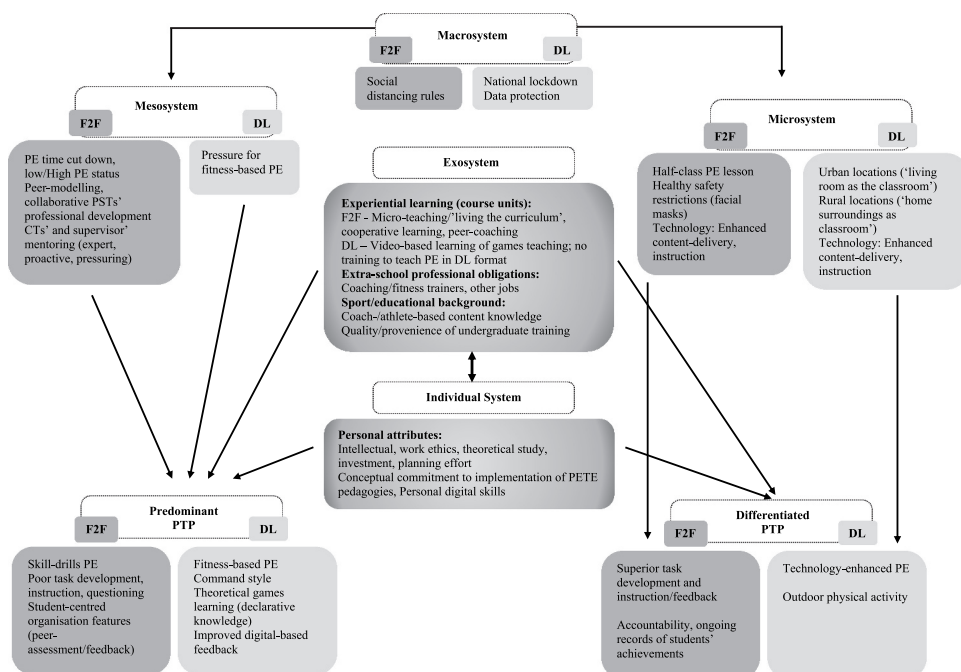 Macrosystem
F2F
DL
Social
distancing rules
National lockdown
Data protection
Mesosystem
F2F
DL
PE time cut down,
low/High PE status
Peer-modelling,
collaborative PSTs'
professional development
CTs' and supervisor'
mentoring (expert,
proactive, pressuring)
Pressure for
fitness-based PE
Exosystem
Experiential learning (course units):
F2F - Micro-teaching/'living the curriculum',
cooperative learning, peer-coaching
DL – Video-based learning of games teaching; no
training to teach PE in DL format
Extra-school professional obligations:
Coaching/fitness trainers, other jobs
Sport/educational background:
Coach-/athlete-based content knowledge
Quality/provenience of undergraduate training
Microsystem
F2F
DL
Half-class PE lesson
Healthy safety
restrictions (facial
masks)
Technology: Enhanced
content-delivery,
instruction
Urban locations ('living
room as the classroom')
Rural locations ('home
surroundings as
classroom')
Technology: Enhanced
content-delivery,
instruction
Individual System
Personal attributes:
Intellectual, work ethics, theoretical study,
investment, planning effort
Conceptual commitment to implementation of PETE
pedagogies, Personal digital skills
Predominant
PTP
F2F
DL
Skill-drills PE
Poor task development,
instruction, questioning
Student-centred
organisation features
(peer-
assessment/feedback)
Fitness-based PE
Command style
Theoretical games
learning (declarative
knowledge)
Improved digital-based
feedback
Differentiated
PTP
F2F
DL
Superior task
development and
instruction/feedback
Accountability, ongoing
records of students'
achievements
Technology-enhanced PE
Outdoor physical activity